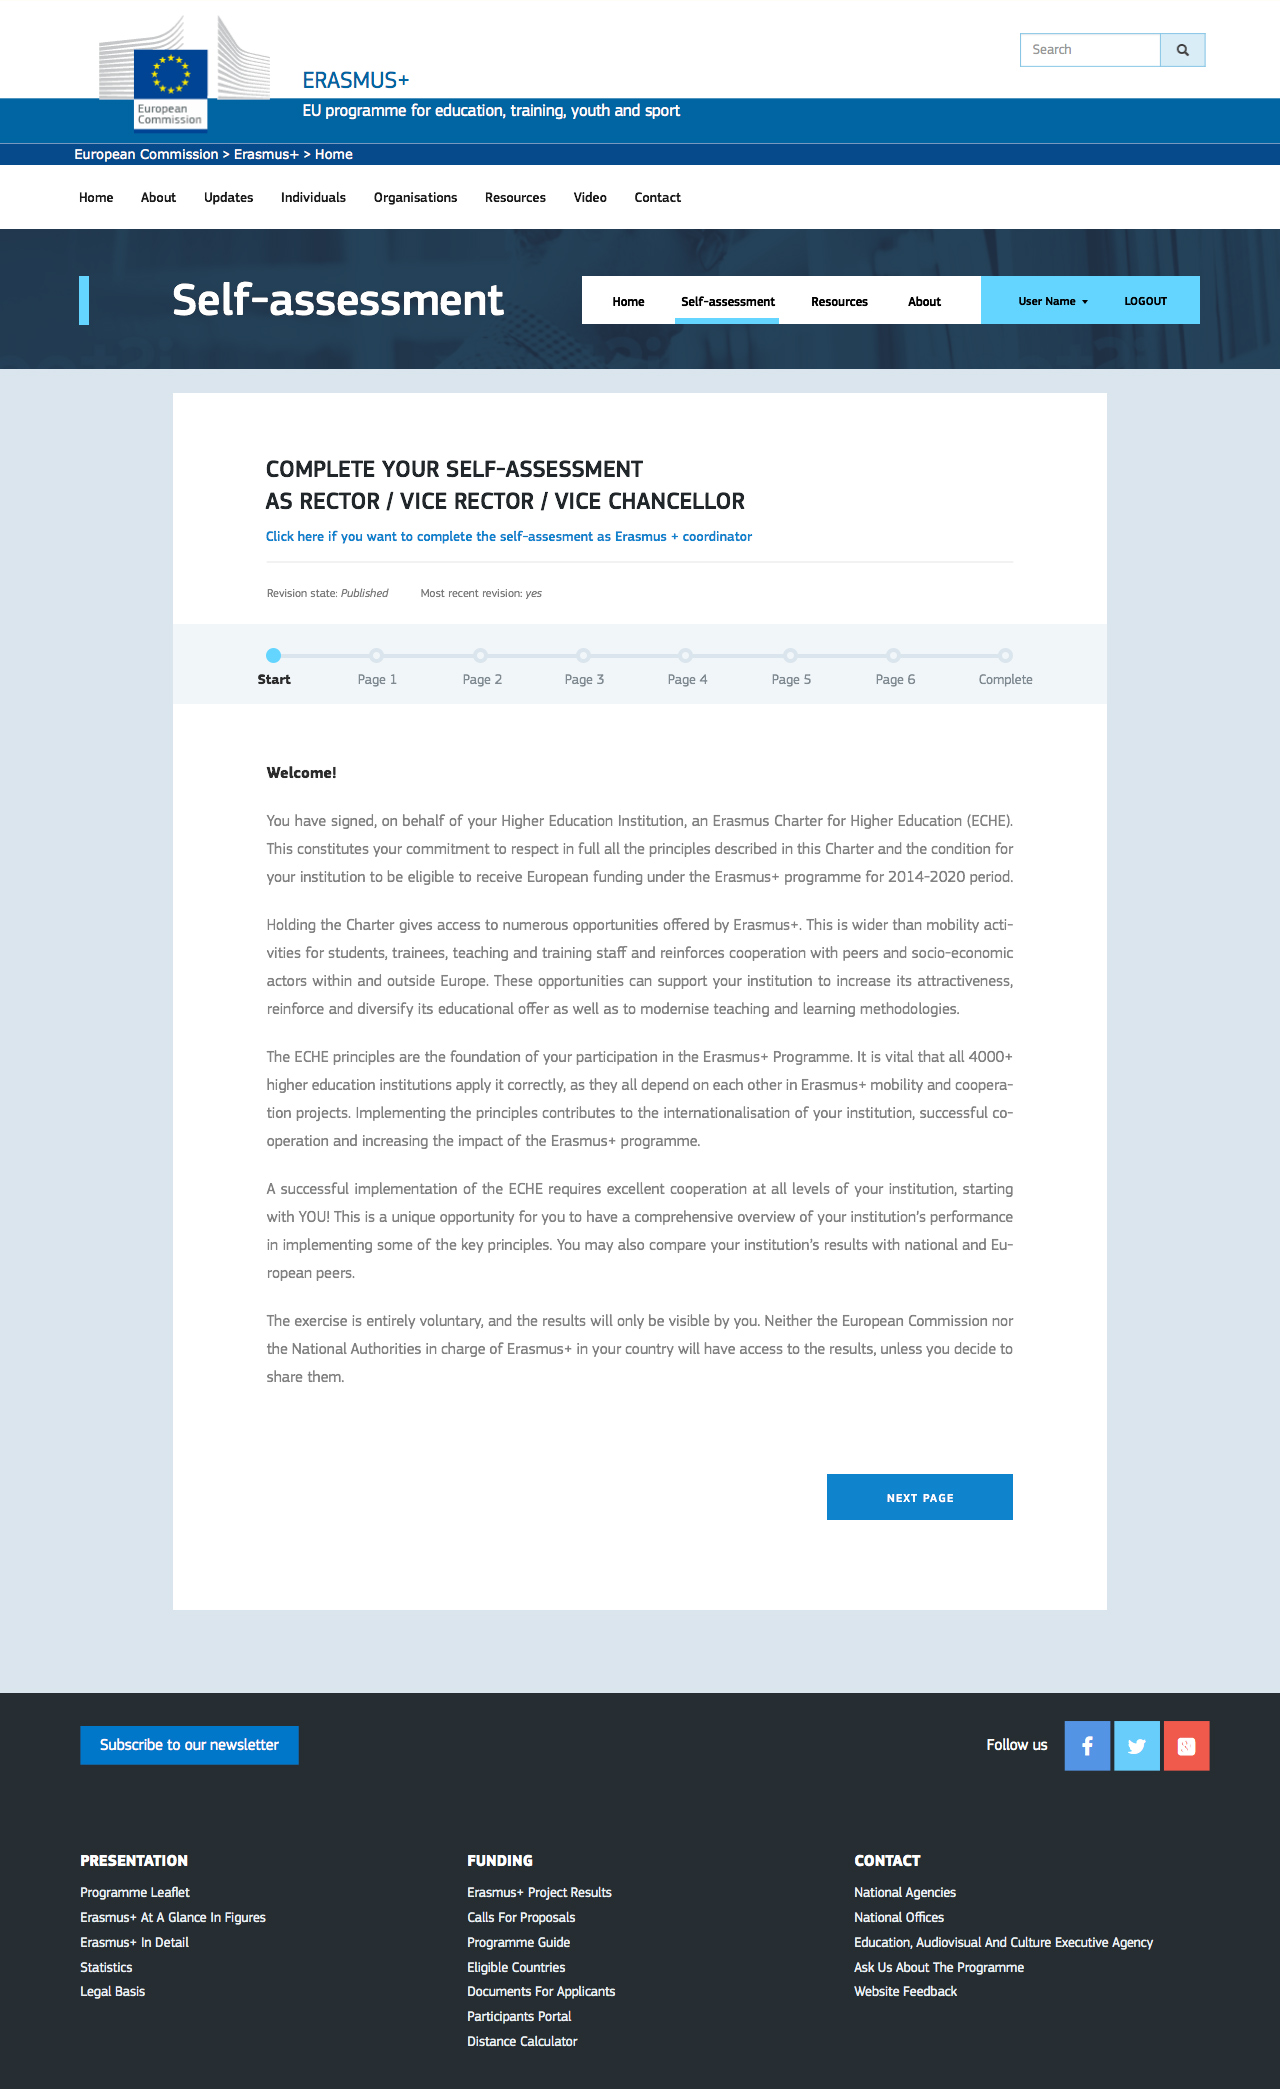 Search
ERASMUS+
European
Commission
EU programme for education, training, youth and sport
European Commission > Erasmus+ > Home
Home About Updates Individuals Organisations Resources Video Contact
Self-assessment
Home Self-assessment Resources About User Name LOGOUT
COMPLETE YOUR SELF-ASSESSMENT
AS RECTOR / VICE RECTOR / VICE CHANCELLOR
Click here if you want to complete the self-assesment as Erasmus + coordinator
Revision state: Published Most recent revision: yes
Start Page 1 Page 2 Page 3 Page 4 Page 5 Page 6 Complete
Welcome!
You have signed, on behalf of your Higher Education Institution, an Erasmus Charter for Higher Education (ECHE).
This constitutes your commitment to respect in full all the principles described in this Charter and the condition for
your institution to be eligible to receive European funding under the Erasmus+ programme for 2014-2020 period.
Holding the Charter gives access to numerous opportunities offered by Erasmus+. This is wider than mobility acti-
vities for students, trainees, teaching and training staff and reinforces cooperation with peers and socio-economic
actors within and outside Europe. These opportunities can support your institution to increase its attractiveness,
reinforce and diversify its educational offer as well as to modernise teaching and learning methodologies.
The ECHE principles are the foundation of your participation in the Erasmus+ Programme. It is vital that all 4000+
higher education institutions apply it correctly, as they all depend on each other in Erasmus+ mobility and coopera-
tion projects. Implementing the principles contributes to the internationalisation of your institution, successful co-
operation and increasing the impact of the Erasmus+ programme.
A successful implementation of the ECHE requires excellent cooperation at all levels of your institution, starting
with YOU! This is a unique opportunity for you to have a comprehensive overview of your institution's performance
in implementing some of the key principles. You may also compare your institution's results with national and Eu-
ropean peers.
The exercise is entirely voluntary, and the results will only be visible by you. Neither the European Commission nor
the National Authorities in charge of Erasmus+ in your country will have access to the results, unless you decide to
share them.
NEXT PAGE
Subscribe to our newsletter
Follow us
PRESENTATION
Programme Leaflet
Erasmus+ At A Glance In Figures
Erasmus+ In Detail
Statistics
Legal Basis
FUNDING
Erasmus+ Project Results
Calls For Proposals
Programme Guide
Eligible Countries
Documents For Applicants
Participants Portal
Distance Calculator
CONTACT
National Agencies
National Offices
Education, Audiovisual And Culture Executive Agency
Ask Us About The Programme
Website Feedback